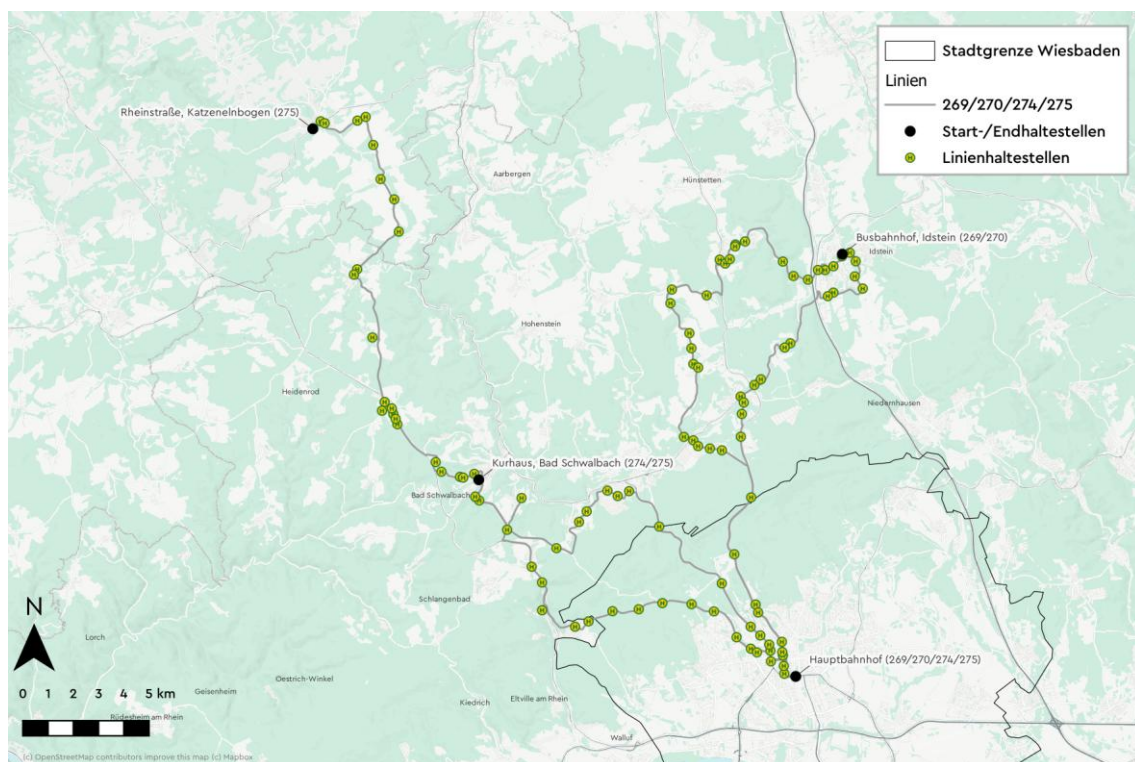 Stadtgrenze Wiesbaden
Linien
269/270/274/275
Start-/Endhaltestellen
Linienhaltestellen
Rheinstraße, Katzenelnbogen (275)
Aarbergen
Hünstetten
Busbahnhof, Idstein (269/270)
Idstein
Hohenstein
Heidenrod
Niedernhausen
Kurhaus, Bad Schwalbach (274/275)
Bad Schwalbach
Schlangenbad
Lorch
Hauptbahnhof (269/270/274/275)
Oestrich-Winkel
Geisenheim
Kiedrich
Eltville am Rhein
Rüdesheim am Rhein
Walluf
N
0 1 2 3 4 5 km
(c) OpenStreetMap contributors improve this map (c) Mapbox